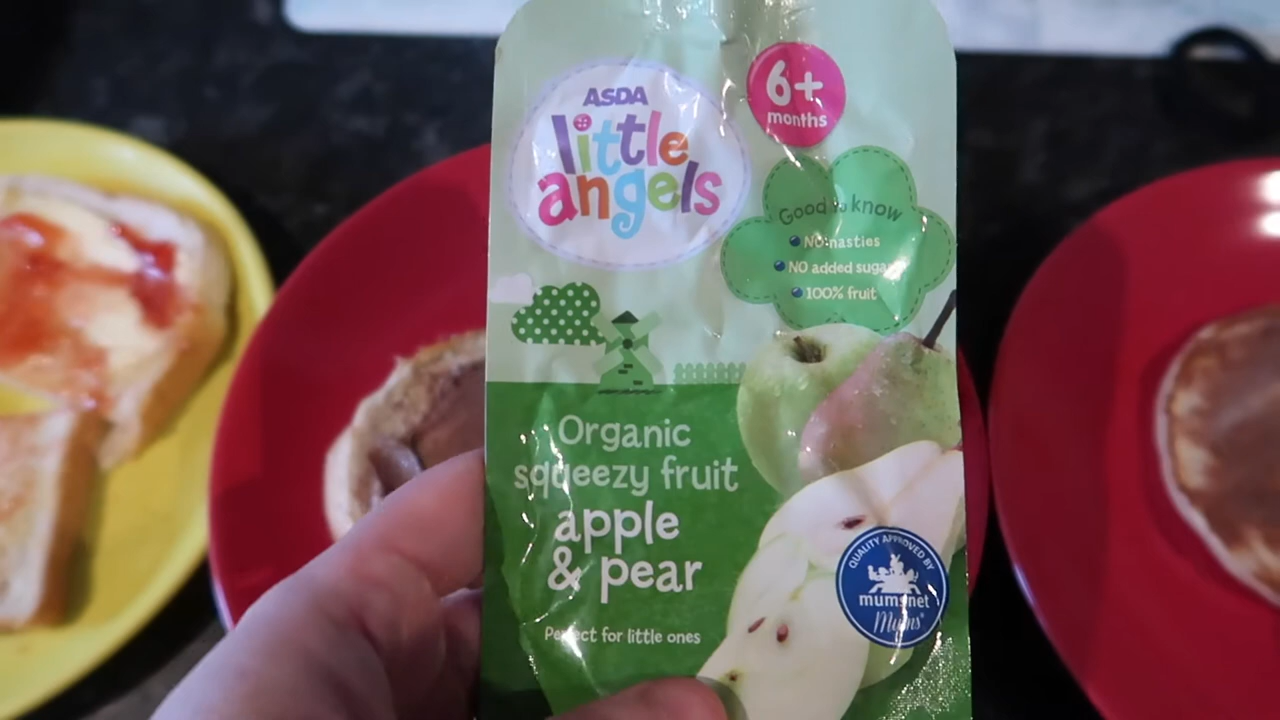 ASDA
little
angels
6+
months
Good to know
NO nasties
NO added sugar
100% fruit
Organic
squeezy fruit
apple
& pear
Perfect for little ones
QUALITY APPROVED BY
mumsnet
Mums